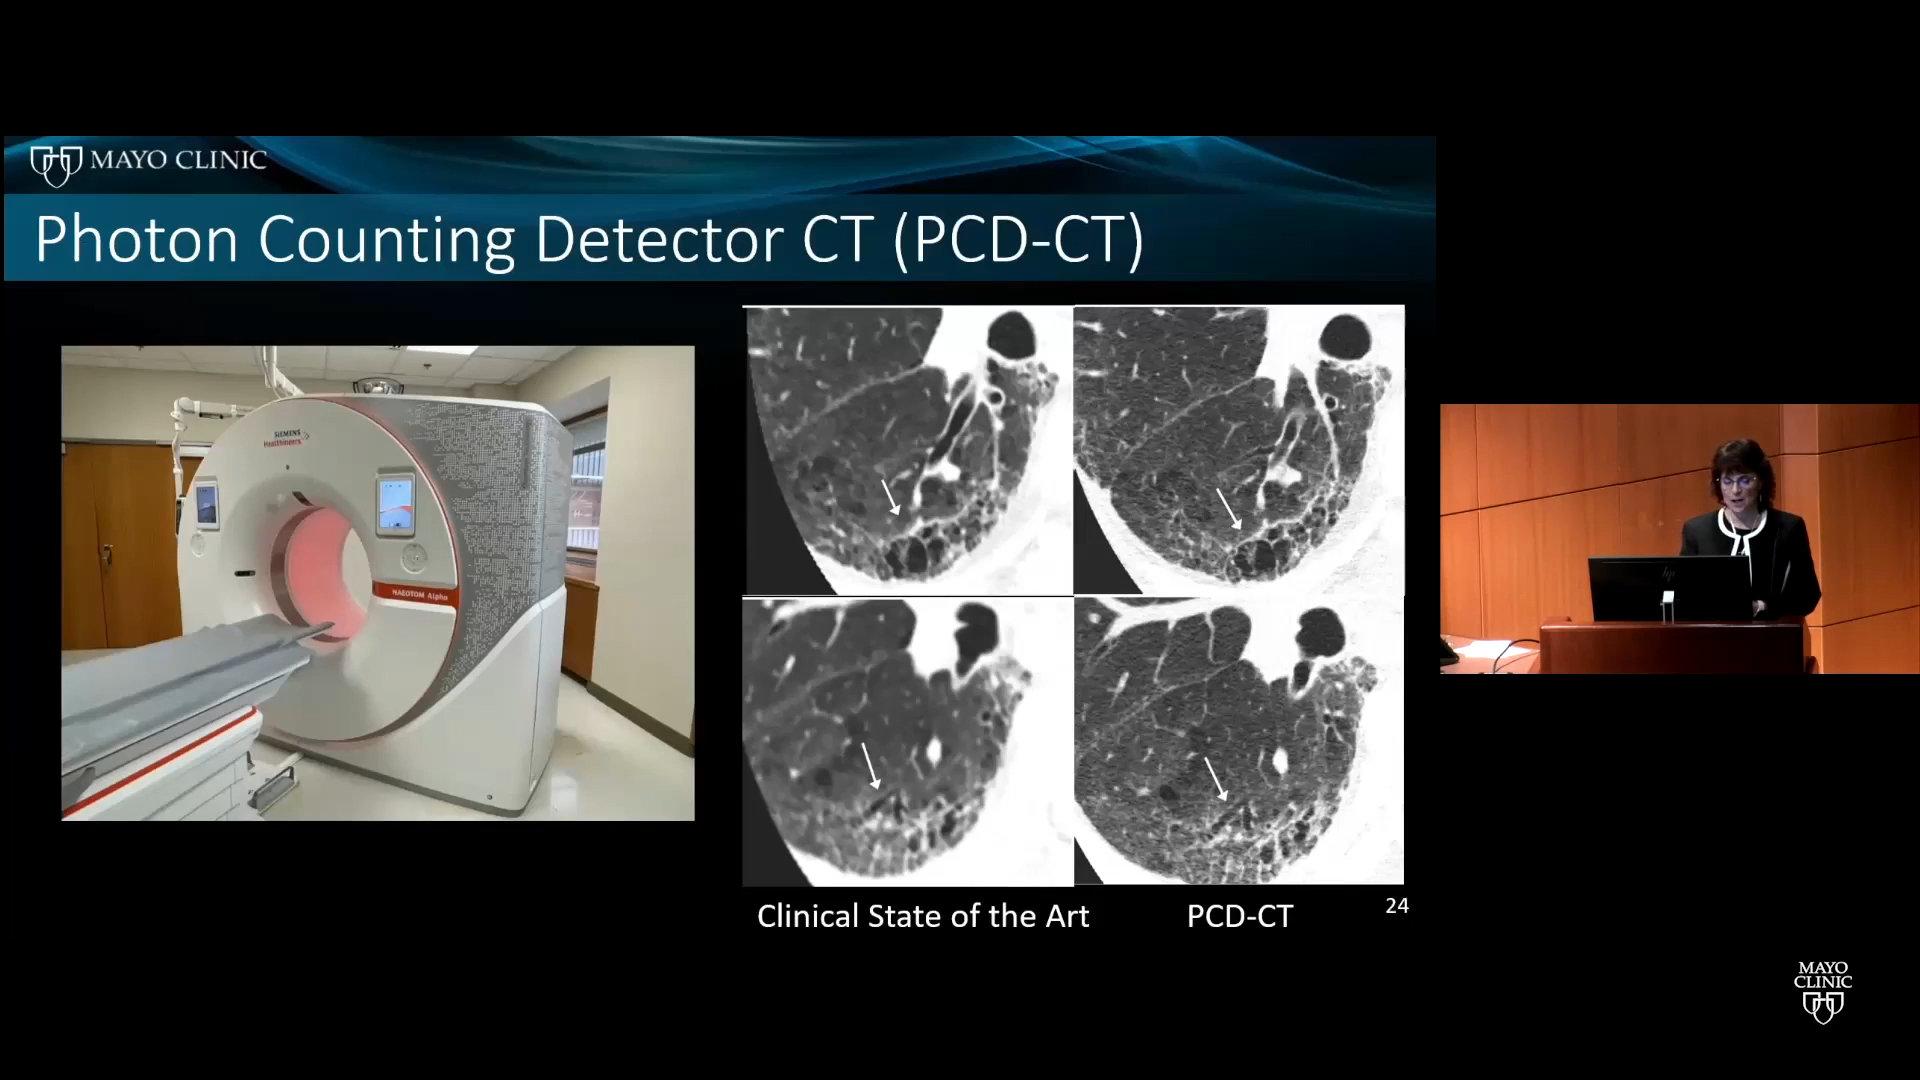 MAYO CLINIC
Photon Counting Detector CT (PCD-CT)
SIEMENS
Healthineers
NAEOTOM Alpha
Clinical State of the Art
PCD-CT
24
hp
MAYO
CLINIC